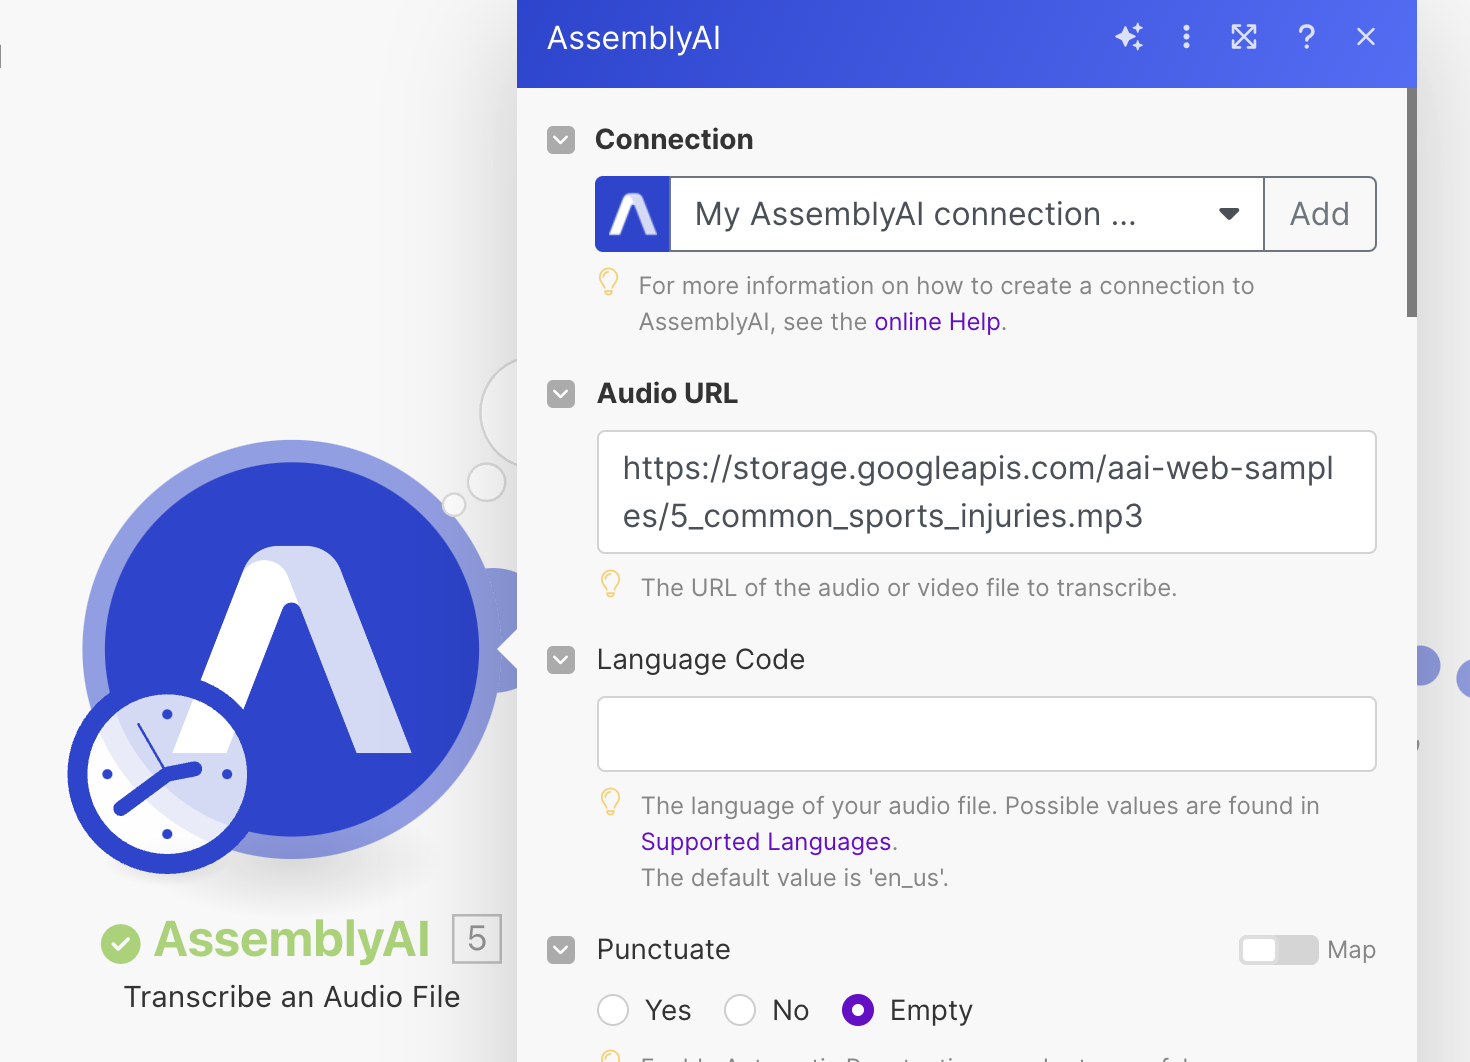 AssemblyAI
?
Connection
My AssemblyAI connection ...
Add
For more information on how to create a connection to
AssemblyAI, see the online Help.
Audio URL
https://storage.googleapis.com/aai-web-sampl
es/5_common_sports_injuries.mp3
The URL of the audio or video file to transcribe.
Language Code
The language of your audio file. Possible values are found in
Supported Languages.
The default value is 'en_us'.
Punctuate
Map
Yes
No
Empty
AssemblyAI
5
Transcribe an Audio File